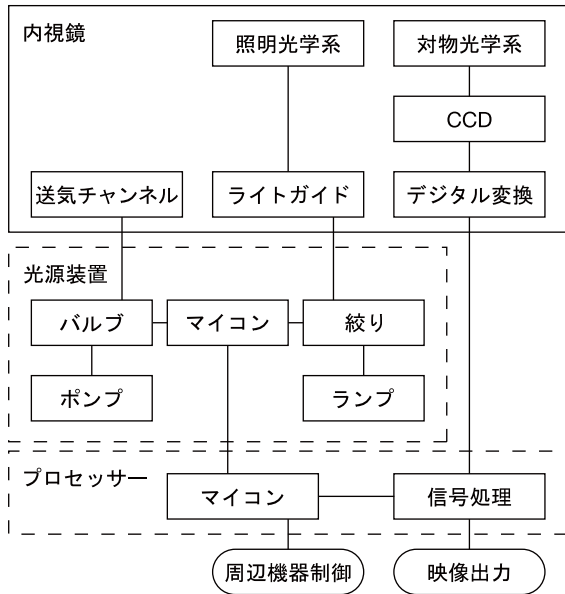 内視鏡
照明光学系
対物光学系
CCD
送気チャンネル
ライトガイド
デジタル変換
光源装置
バルブ
マイコン
絞り
ポンプ
ランプ
プロセッサー
マイコン
信号処理
周辺機器制御
映像出力